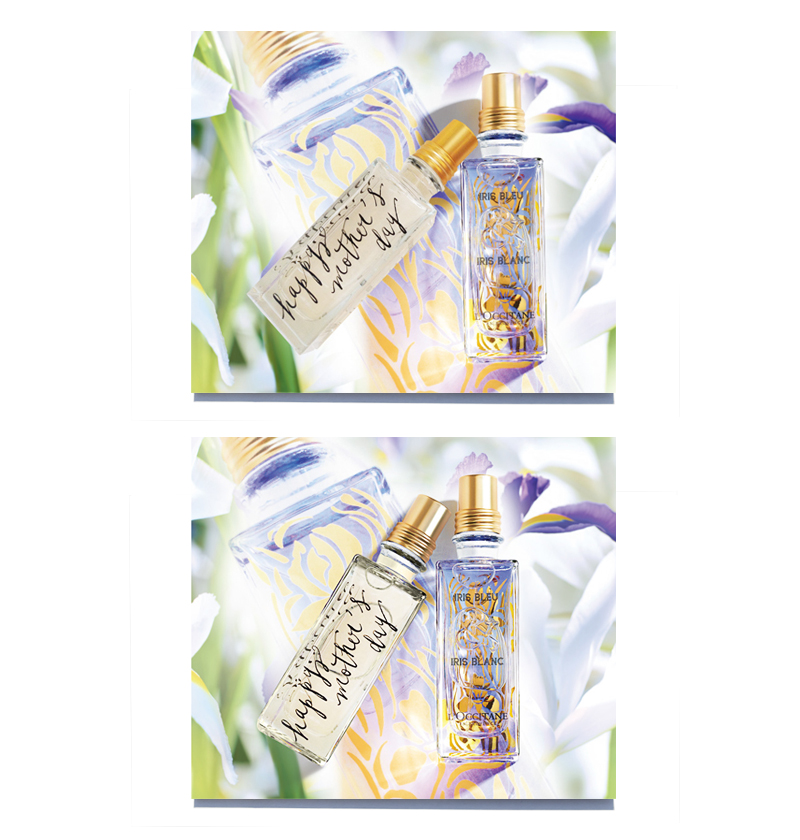 happy
mother's
day
IRIS BLEU
IRIS BLANC
L'OCCITANE
happy
mother's
day
IRIS BLEU
IRIS BLANC
L'OCCITANE